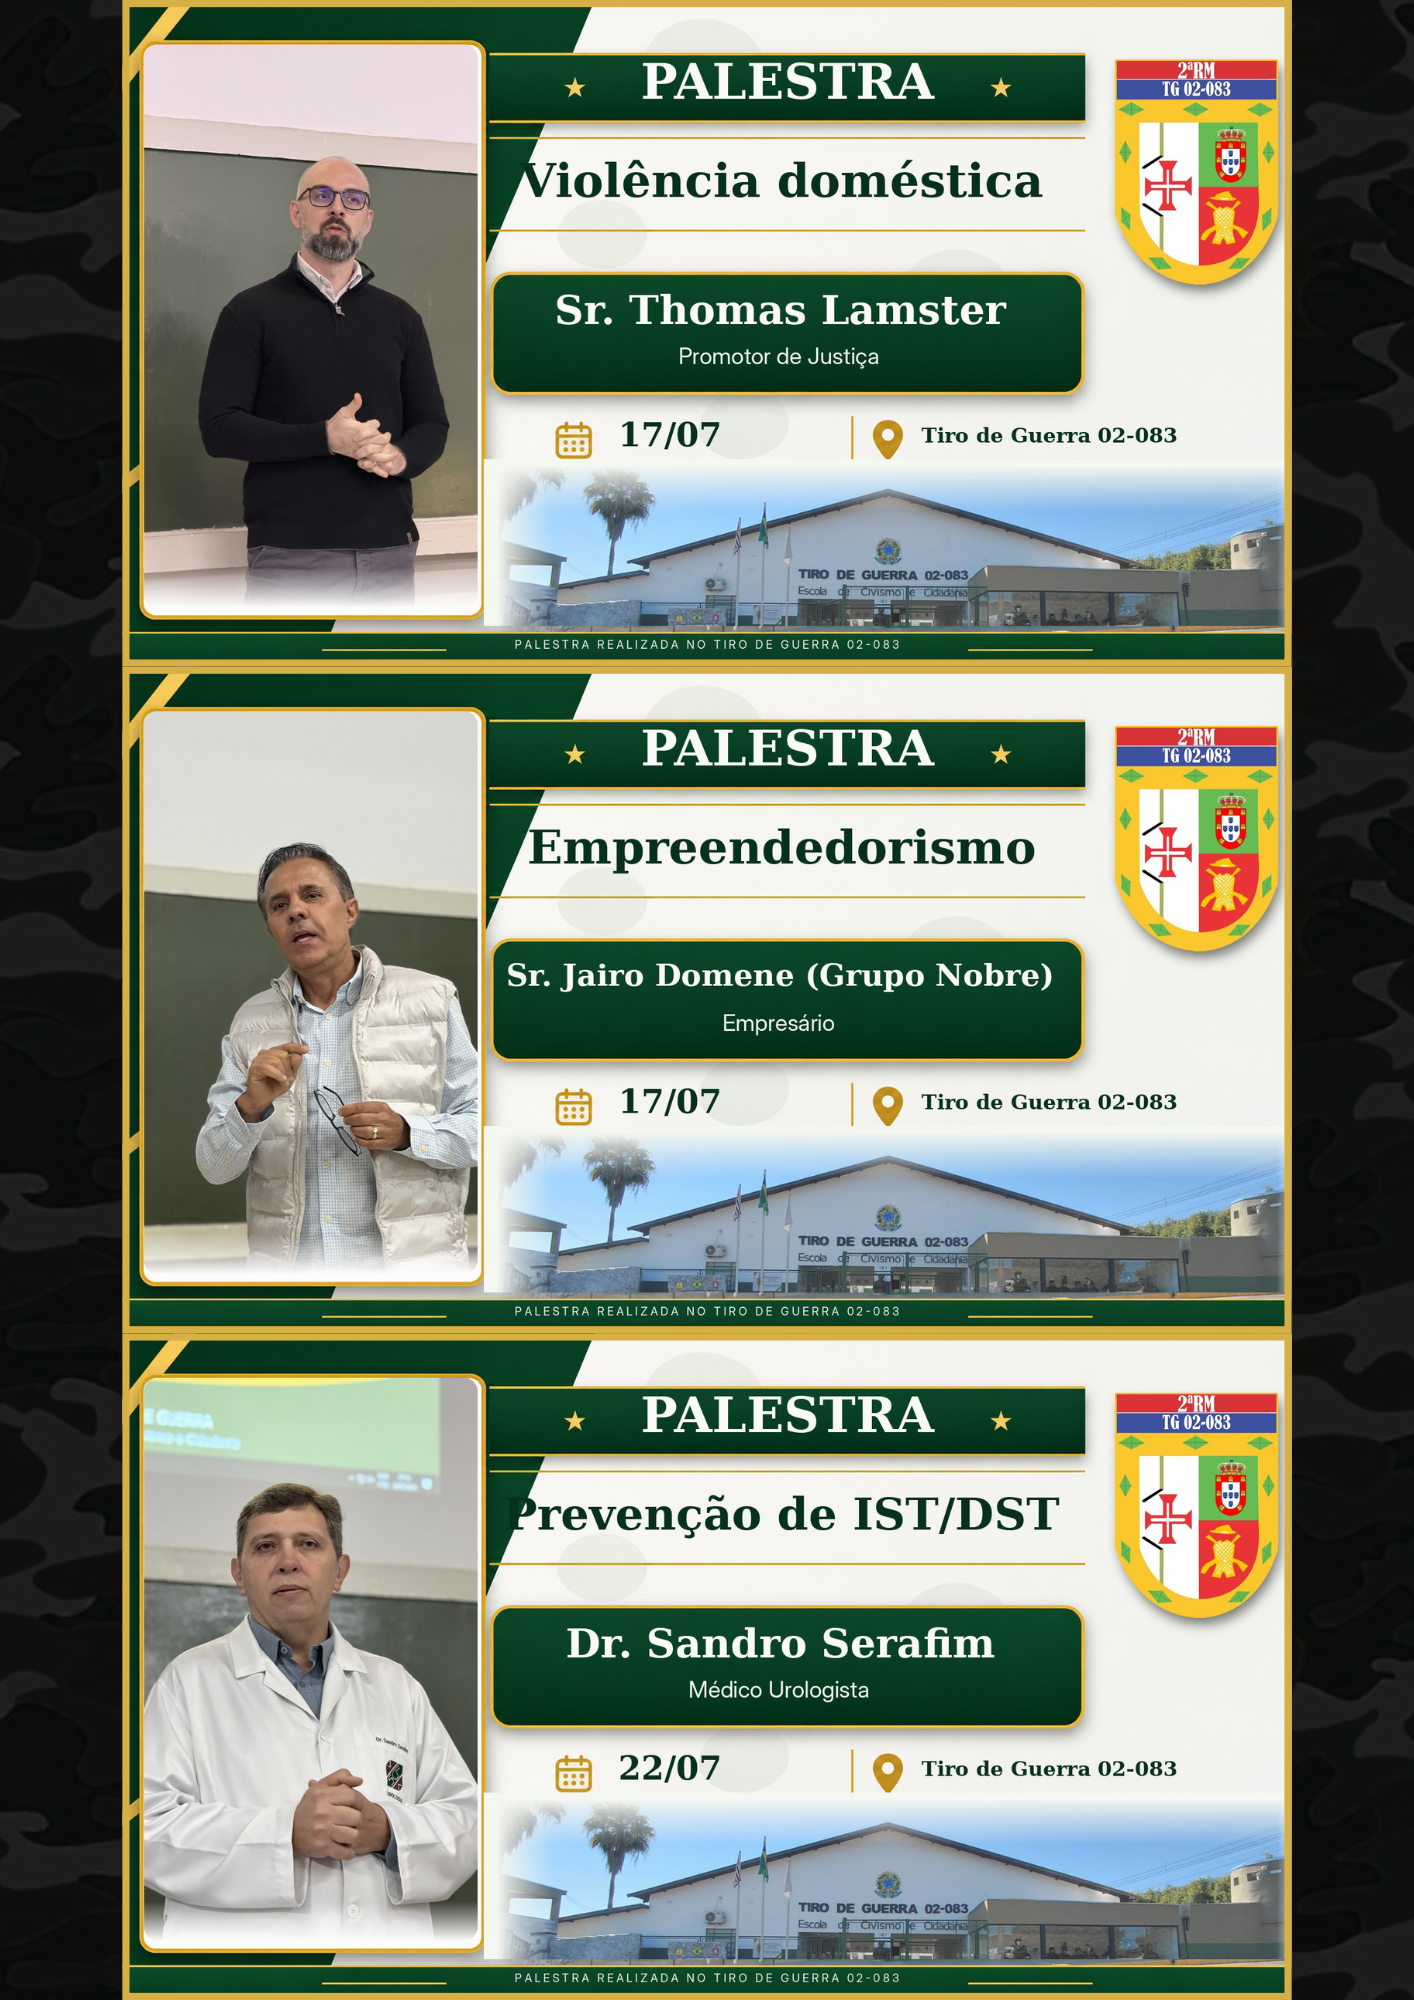 PALESTRA
2ªRM
TG 02-083
Violência doméstica
Sr. Thomas Lamster
Promotor de Justiça
17/07
Tiro de Guerra 02-083
TIRO DE GUERRA 02-083
Escola de Civismo e Cidadania
PALESTRA REALIZADA NO TIRO DE GUERRA 02-083
PALESTRA
2ªRM
TG 02-083
Empreendedorismo
Sr. Jairo Domene (Grupo Nobre)
Empresário
17/07
Tiro de Guerra 02-083
TIRO DE GUERRA 02-083
Escola de Civismo e Cidadania
PALESTRA REALIZADA NO TIRO DE GUERRA 02-083
PALESTRA
2ªRM
TG 02-083
E GUERRA
Prevenção de IST/DST
Dr. Sandro Serafim
Médico Urologista
Dr. Sandro Serafim
22/07
Tiro de Guerra 02-083
TIRO DE GUERRA 02-083
Escola de Civismo e Cidadania
PALESTRA REALIZADA NO TIRO DE GUERRA 02-083